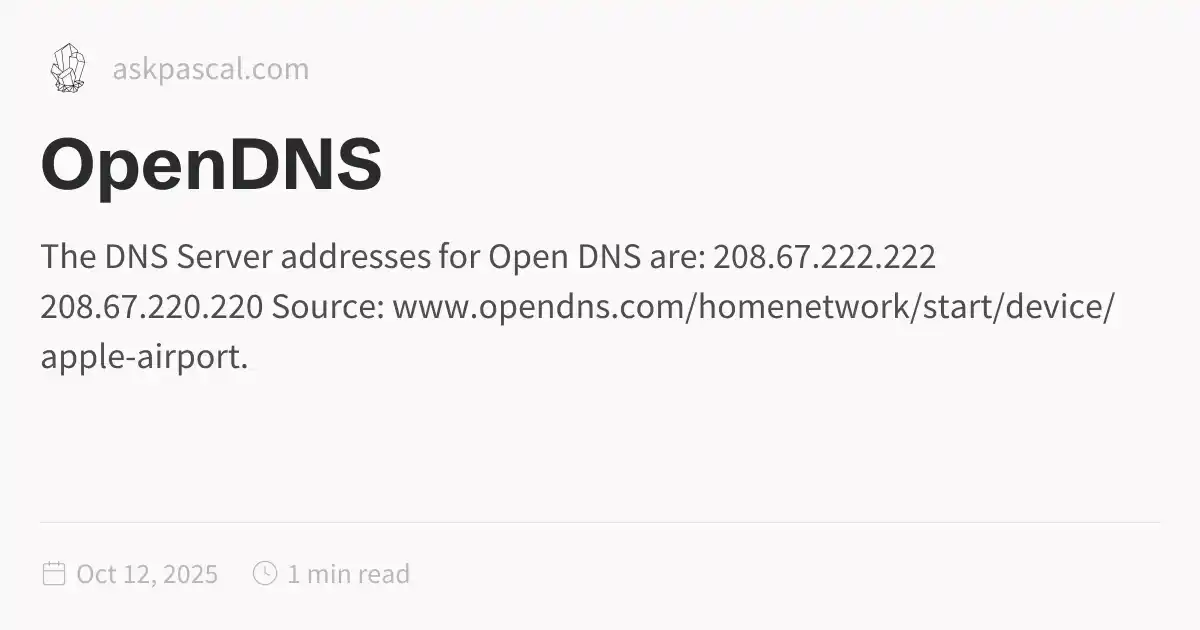 askpascal.com
OpenDNS
The DNS Server addresses for Open DNS are: 208.67.222.222
208.67.220.220 Source: www.opendns.com/homenetwork/start/device/
apple-airport.
Oct 12, 2025 1 min read